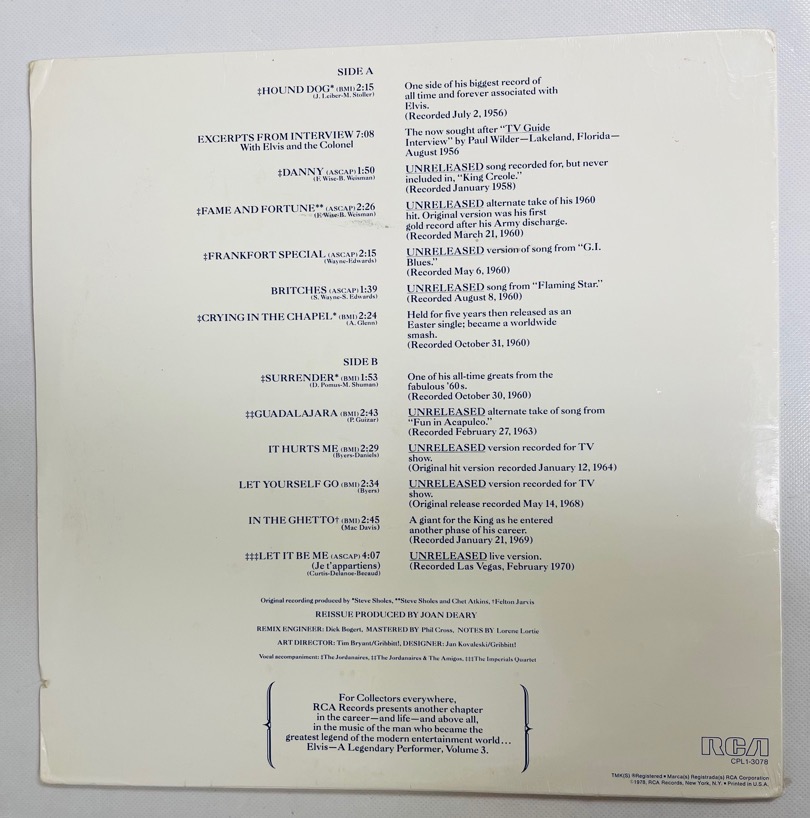 SIDE A
‡HOUND DOG* (BMI) 2:15
(J. Leiber-M. Stoller)
One side of his biggest record of
all time and forever associated with
Elvis.
(Recorded July 2, 1956)
EXCERPTS FROM INTERVIEW 7:08
With Elvis and the Colonel
The now sought after "TV Guide
Interview" by Paul Wilder—Lakeland, Florida—
August 1956
‡DANNY (ASCAP) 1:50
(F. Wise-B. Weisman)
UNRELEASED song recorded for, but never
included in, "King Creole."
(Recorded January 1958)
‡FAME AND FORTUNE** (ASCAP) 2:26
(F. Wise-B. Weisman)
UNRELEASED alternate take of his 1960
hit. Original version was his first
gold record after his Army discharge.
(Recorded March 21, 1960)
‡FRANKFORT SPECIAL (ASCAP) 2:15
(Wayne-Edwards)
UNRELEASED version of song from "G.I.
Blues."
(Recorded May 6, 1960)
BRITCHES (ASCAP) 1:39
(S. Wayne-S. Edwards)
UNRELEASED song from "Flaming Star."
(Recorded August 8, 1960)
‡CRYING IN THE CHAPEL* (BMI) 2:24
(A. Glenn)
Held for five years then released as an
Easter single; became a worldwide
smash.
(Recorded October 31, 1960)
SIDE B
‡SURRENDER* (BMI) 1:53
(D. Pomus-M. Shuman)
One of his all-time greats from the
fabulous '60s.
(Recorded October 30, 1960)
‡‡GUADALAJARA (BMI) 2:43
(P. Guizar)
UNRELEASED alternate take of song from
"Fun in Acapulco."
(Recorded February 27, 1963)
IT HURTS ME (BMI) 2:29
(Byers-Daniels)
UNRELEASED version recorded for TV
show.
(Original hit version recorded January 12, 1964)
LET YOURSELF GO (BMI) 2:34
(Byers)
UNRELEASED version recorded for TV
show.
(Original release recorded May 14, 1968)
IN THE GHETTO† (BMI) 2:45
(Mac Davis)
A giant for the King as he entered
another phase of his career.
(Recorded January 21, 1969)
‡‡‡LET IT BE ME (ASCAP) 4:07
(Je t'appartiens)
(Curtis-Delanoe-Becaud)
UNRELEASED live version.
(Recorded Las Vegas, February 1970)
Original recording produced by *Steve Sholes, **Steve Sholes and Chet Atkins, †Felton Jarvis
REISSUE PRODUCED BY JOAN DEARY
REMIX ENGINEER: Dick Bogert, MASTERED BY Phil Cross, NOTES BY Lorene Lortie
ART DIRECTOR: Tim Bryant/Gribbitt!, DESIGNER: Jan Kovaleski/Gribbitt!
Vocal accompaniment: ‡The Jordanaires, ‡‡The Jordanaires & The Amigos, ‡‡‡The Imperials Quartet
For Collectors everywhere,
RCA Records presents another chapter
in the career—and life—and above all,
in the music of the man who became the
greatest legend of the modern entertainment world...
Elvis—A Legendary Performer, Volume 3.
RCA
CPL1-3078
TMK(S) ®Registered • Marca(s) Registrada(s) RCA Corporation
©1978, RCA Records, New York, N.Y. • Printed in U.S.A.